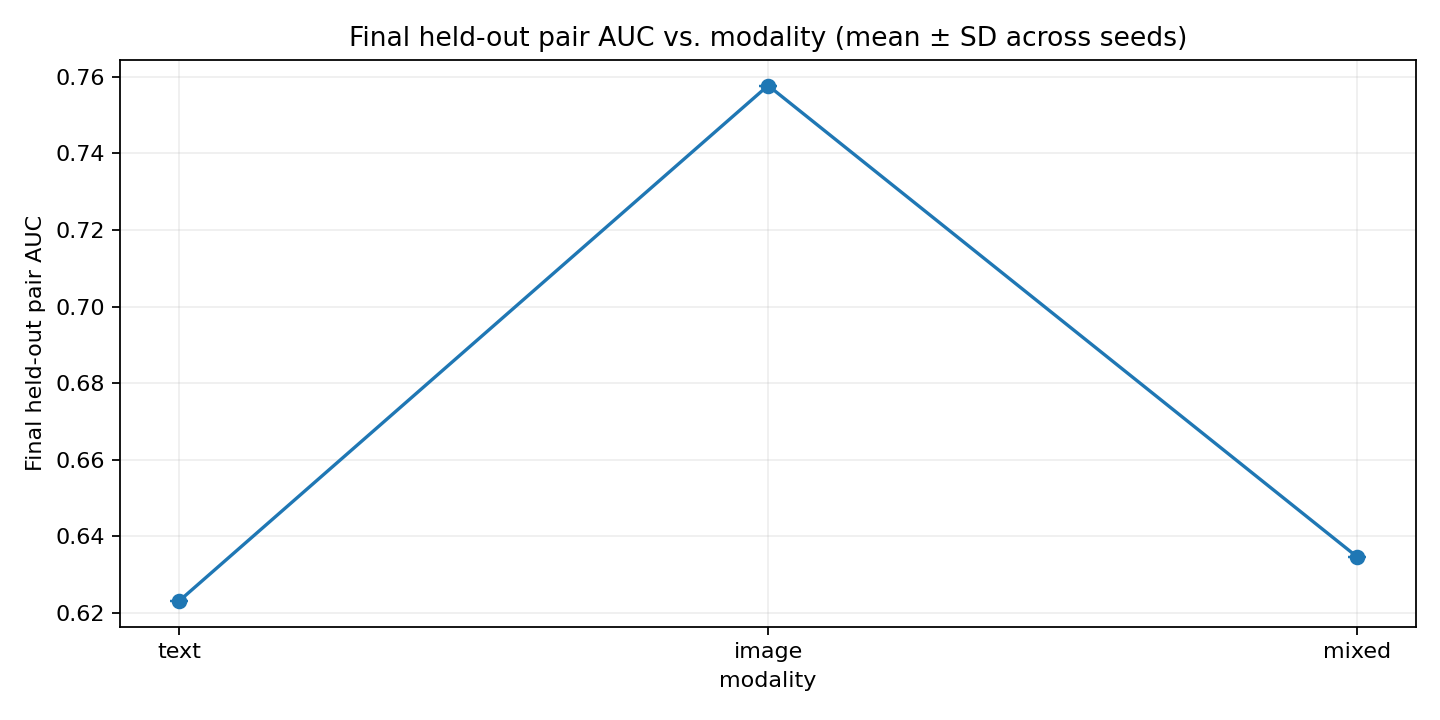 Final held-out pair AUC vs. modality (mean ± SD across seeds)
Final held-out pair AUC
0.76
0.74
0.72
0.70
0.68
0.66
0.64
0.62
text
image
mixed
modality